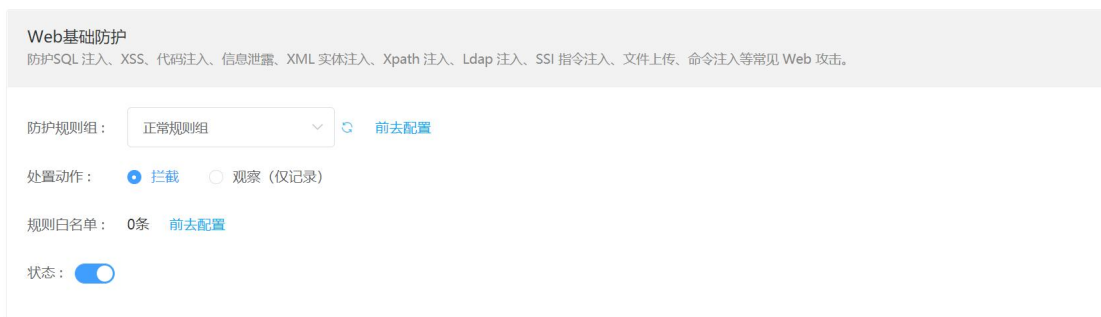 Web基础防护
防护SQL 注入、XSS、代码注入、信息泄露、XML 实体注入、Xpath 注入、Ldap 注入、SSI 指令注入、文件上传、命令注入等常见 Web 攻击。
防护规则组： 正常规则组 前去配置
处置动作： 拦截 观察（仅记录）
规则白名单： 0条 前去配置
状态：